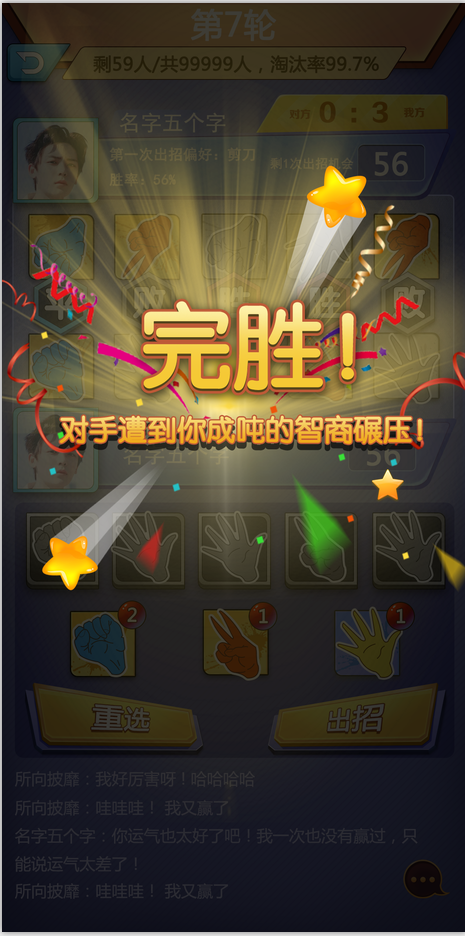 第7轮
剩59人/共99999人，淘汰率99.7%
对方 0 : 3 我方
名字五个字
第一次出招偏好：剪刀
剩1次出招机会 56
胜率：56%
败 胜 败
完胜！
对手遭到你成吨的智商碾压！
名字五个字 56
2 1 1
重选 出招
所向披靡：我好厉害呀！哈哈哈哈
所向披靡：哇哇哇！ 我又赢了
名字五个字：你运气也太好了吧！我一次也没有赢过，只
能说运气太差了！
所向披靡：哇哇哇！ 我又赢了